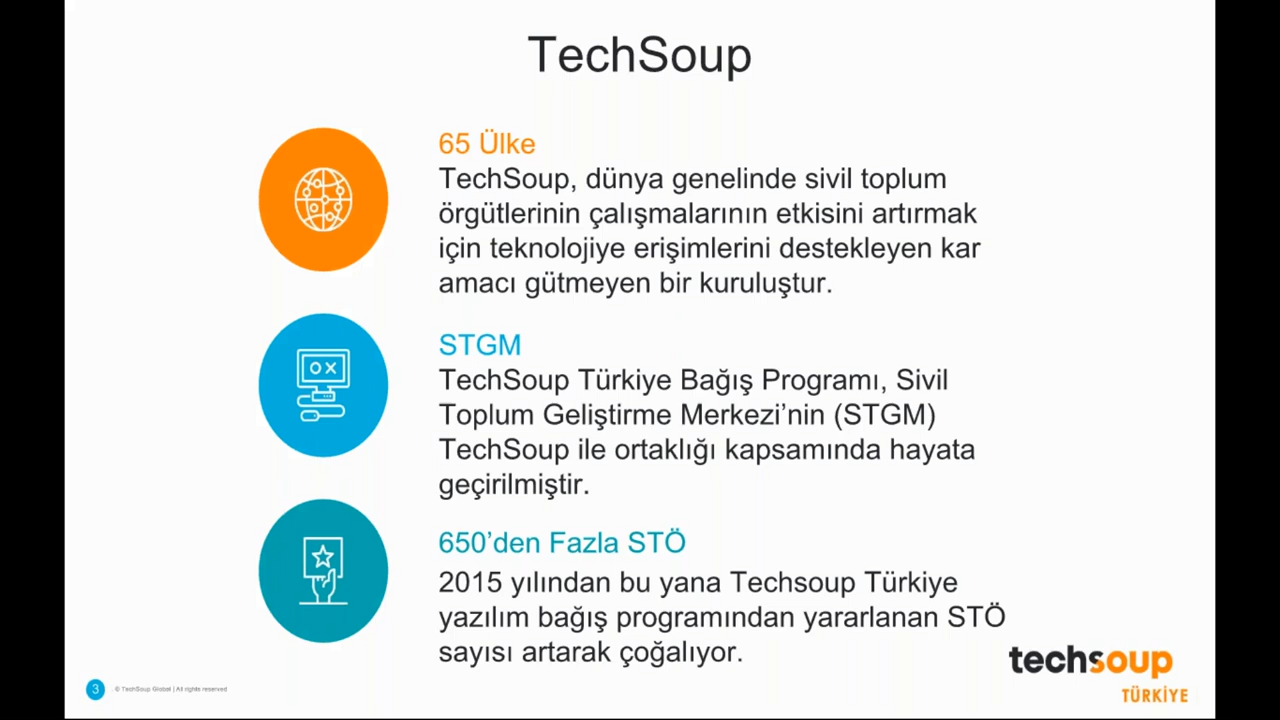 TechSoup
65 Ülke
TechSoup, dünya genelinde sivil toplum
örgütlerinin çalışmalarının etkisini artırmak
için teknolojiye erişimlerini destekleyen kar
amacı gütmeyen bir kuruluştur.
STGM
TechSoup Türkiye Bağış Programı, Sivil
Toplum Geliştirme Merkezi’nin (STGM)
TechSoup ile ortaklığı kapsamında hayata
geçirilmiştir.
650’den Fazla STÖ
2015 yılından bu yana Techsoup Türkiye
yazılım bağış programından yararlanan STÖ
sayısı artarak çoğalıyor.
techsoup
TÜRKİYE
3 © TechSoup Global | All rights reserved
OX